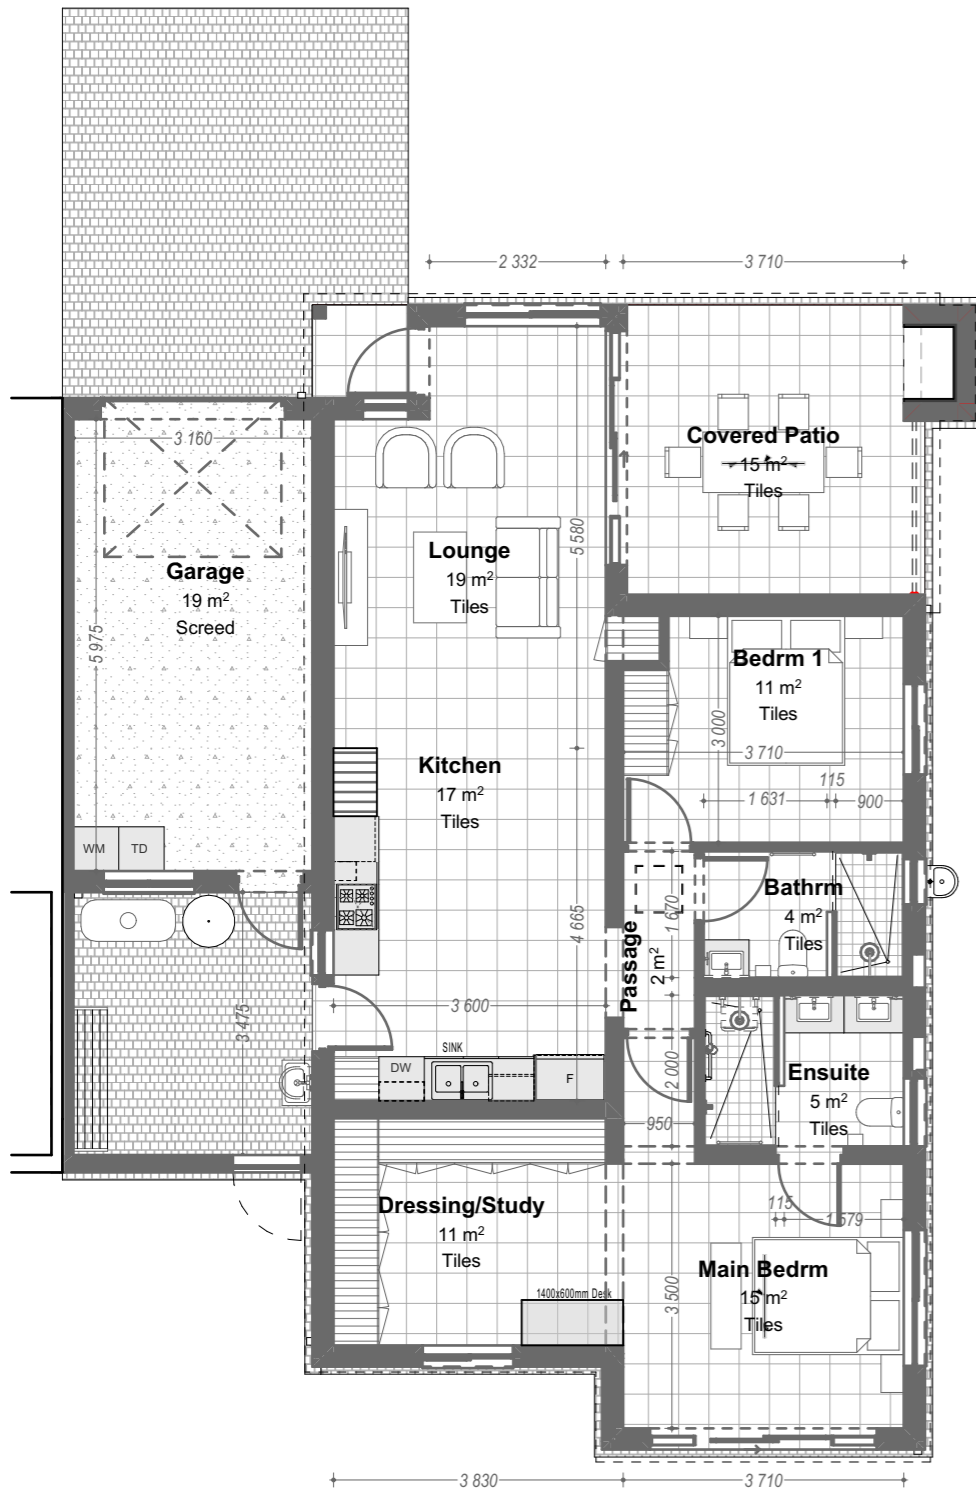 2 332
3 710
3 160
Covered Patio
15 m²
Tiles
Lounge
19 m²
Tiles
5 580
Garage
19 m²
Screed
5 975
Bedrm 1
11 m²
Tiles
3 000
3 710
115
1 631
900
Kitchen
17 m²
Tiles
WM
TD
Bathrm
4 m²
Tiles
1 670
4 665
Passage
2 m²
3 600
3 475
SINK
DW
F
2 000
950
Ensuite
5 m²
Tiles
Dressing/Study
11 m²
Tiles
115
1 579
Main Bedrm
15 m²
Tiles
3 500
1400x600mm Desk
3 830
3 710